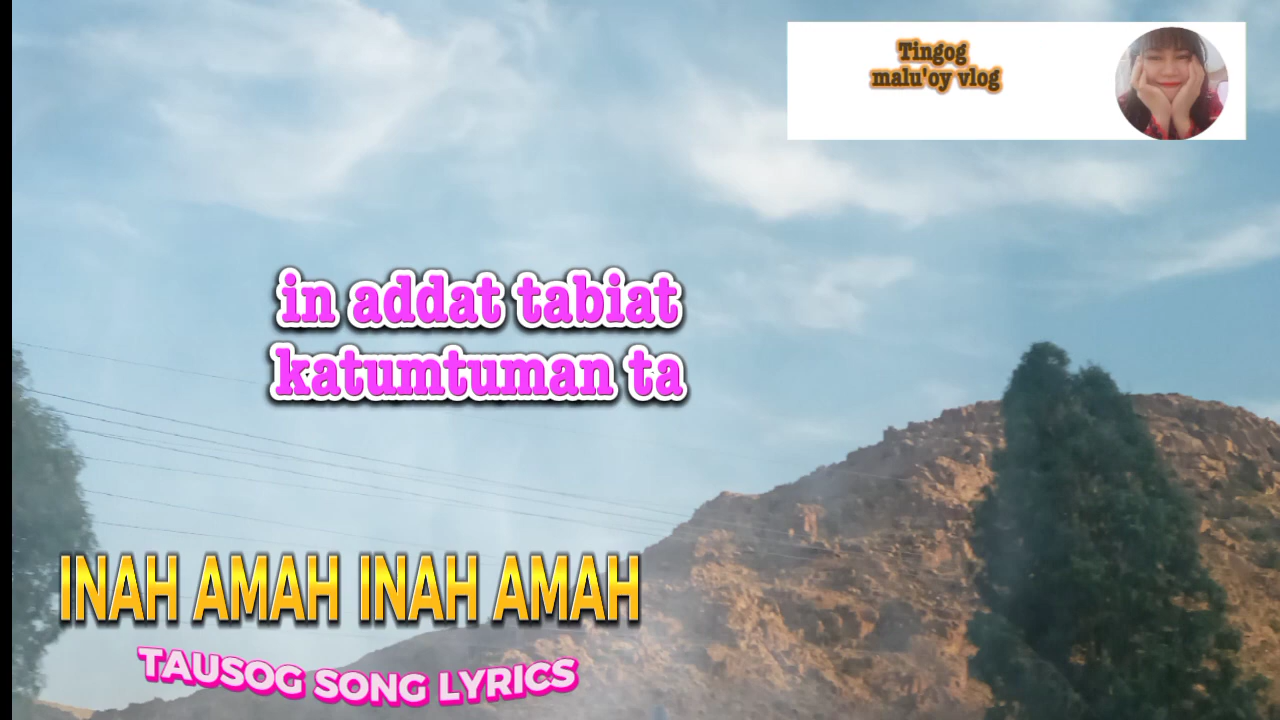 Tingog
malu'oy vlog
in addat tabiat
katumtuman ta
INAH AMAH INAH AMAH
TAUSOG SONG LYRICS